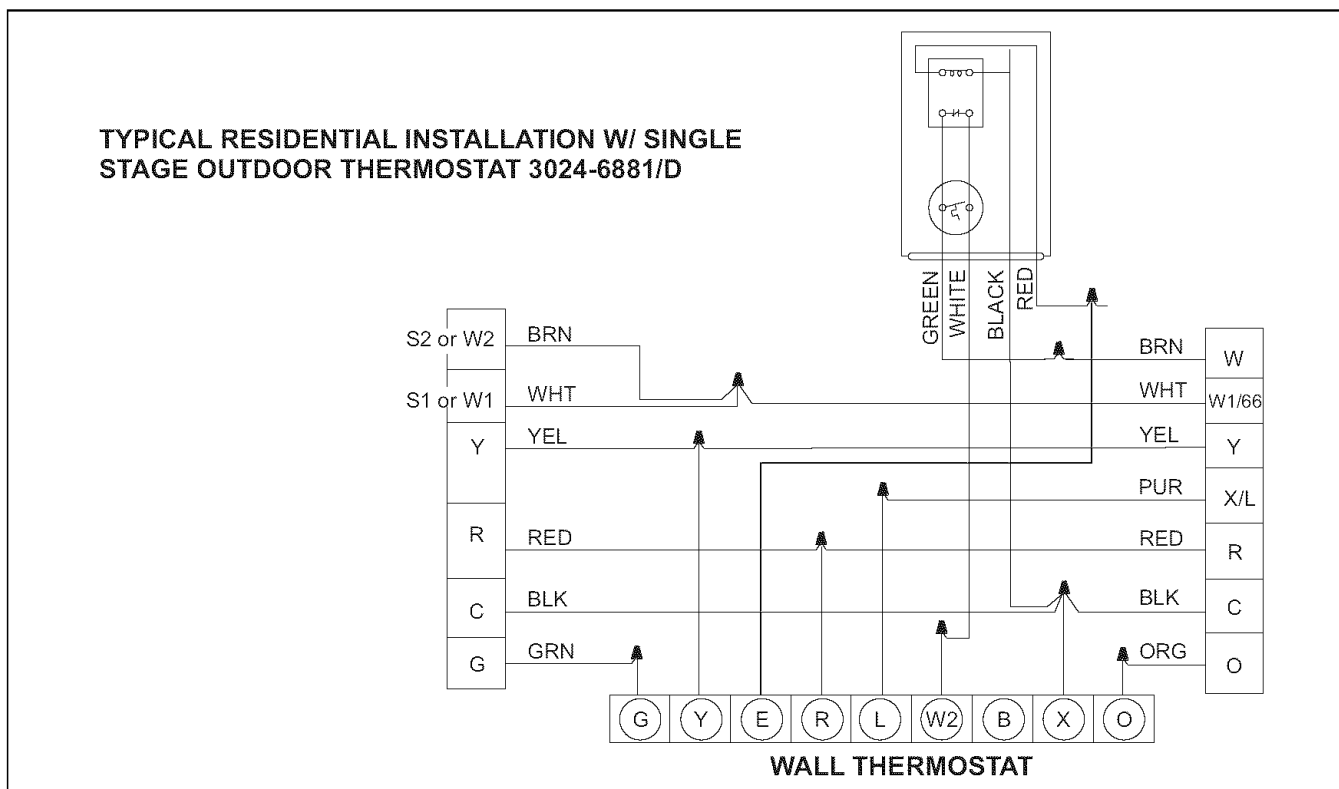 TYPICAL RESIDENTIAL INSTALLATION W/ SINGLE
STAGE OUTDOOR THERMOSTAT 3024-6881/D
GREEN
WHITE
BLACK
RED
S2 or W2
BRN
S1 or W1
WHT
Y
YEL
R
RED
C
BLK
G
GRN
BRN
W
WHT
W1/66
YEL
Y
PUR
X/L
RED
R
BLK
C
ORG
O
G Y E R L W2 B X O
WALL THERMOSTAT